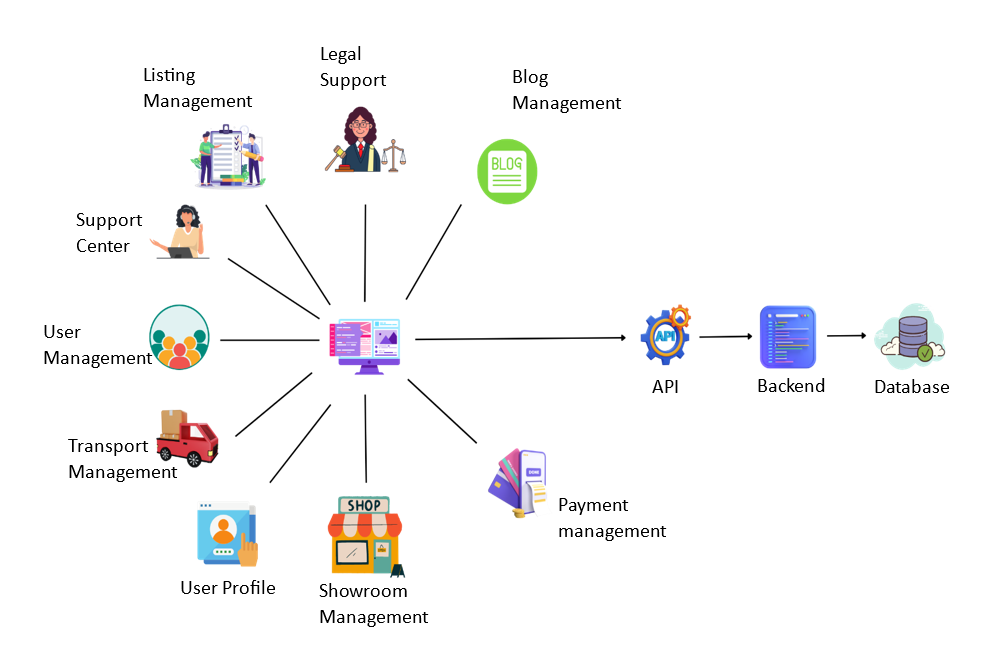 Legal
Support
Listing
Management
Blog
Management
BLOG
Support
Center
User
Management
API
API
Backend
Database
Transport
Management
SHOP
Payment
management
User Profile
Showroom
Management